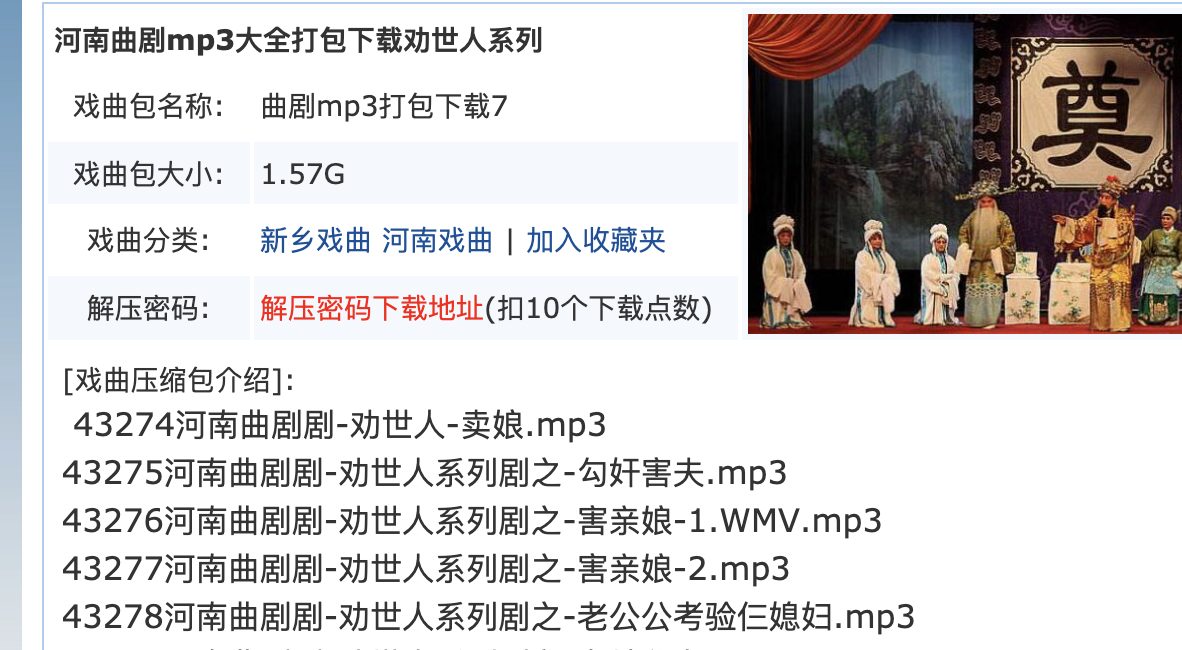 河南曲剧mp3大全打包下载劝世人系列
戏曲包名称: 曲剧mp3打包下载7
戏曲包大小: 1.57G
戏曲分类: 新乡戏曲 河南戏曲 | 加入收藏夹
解压密码: 解压密码下载地址(扣10个下载点数)
奠
[戏曲压缩包介绍]:
43274河南曲剧剧-劝世人-卖娘.mp3
43275河南曲剧剧-劝世人系列剧之-勾奸害夫.mp3
43276河南曲剧剧-劝世人系列剧之-害亲娘-1.WMV.mp3
43277河南曲剧剧-劝世人系列剧之-害亲娘-2.mp3
43278河南曲剧剧-劝世人系列剧之-老公公考验仨媳妇.mp3